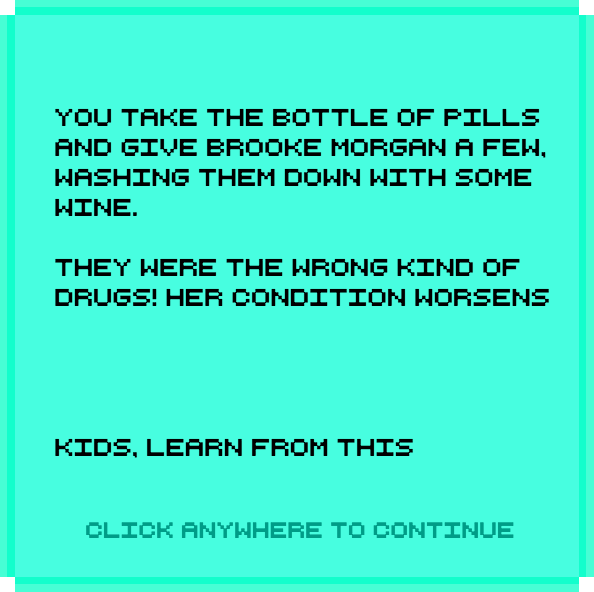 YOU TAKE THE BOTTLE OF PILLS
AND GIVE BROOKE MORGAN A FEW,
WASHING THEM DOWN WITH SOME
WINE.
THEY WERE THE WRONG KIND OF
DRUGS! HER CONDITION WORSENS
KIDS, LEARN FROM THIS
CLICK ANYWHERE TO CONTINUE